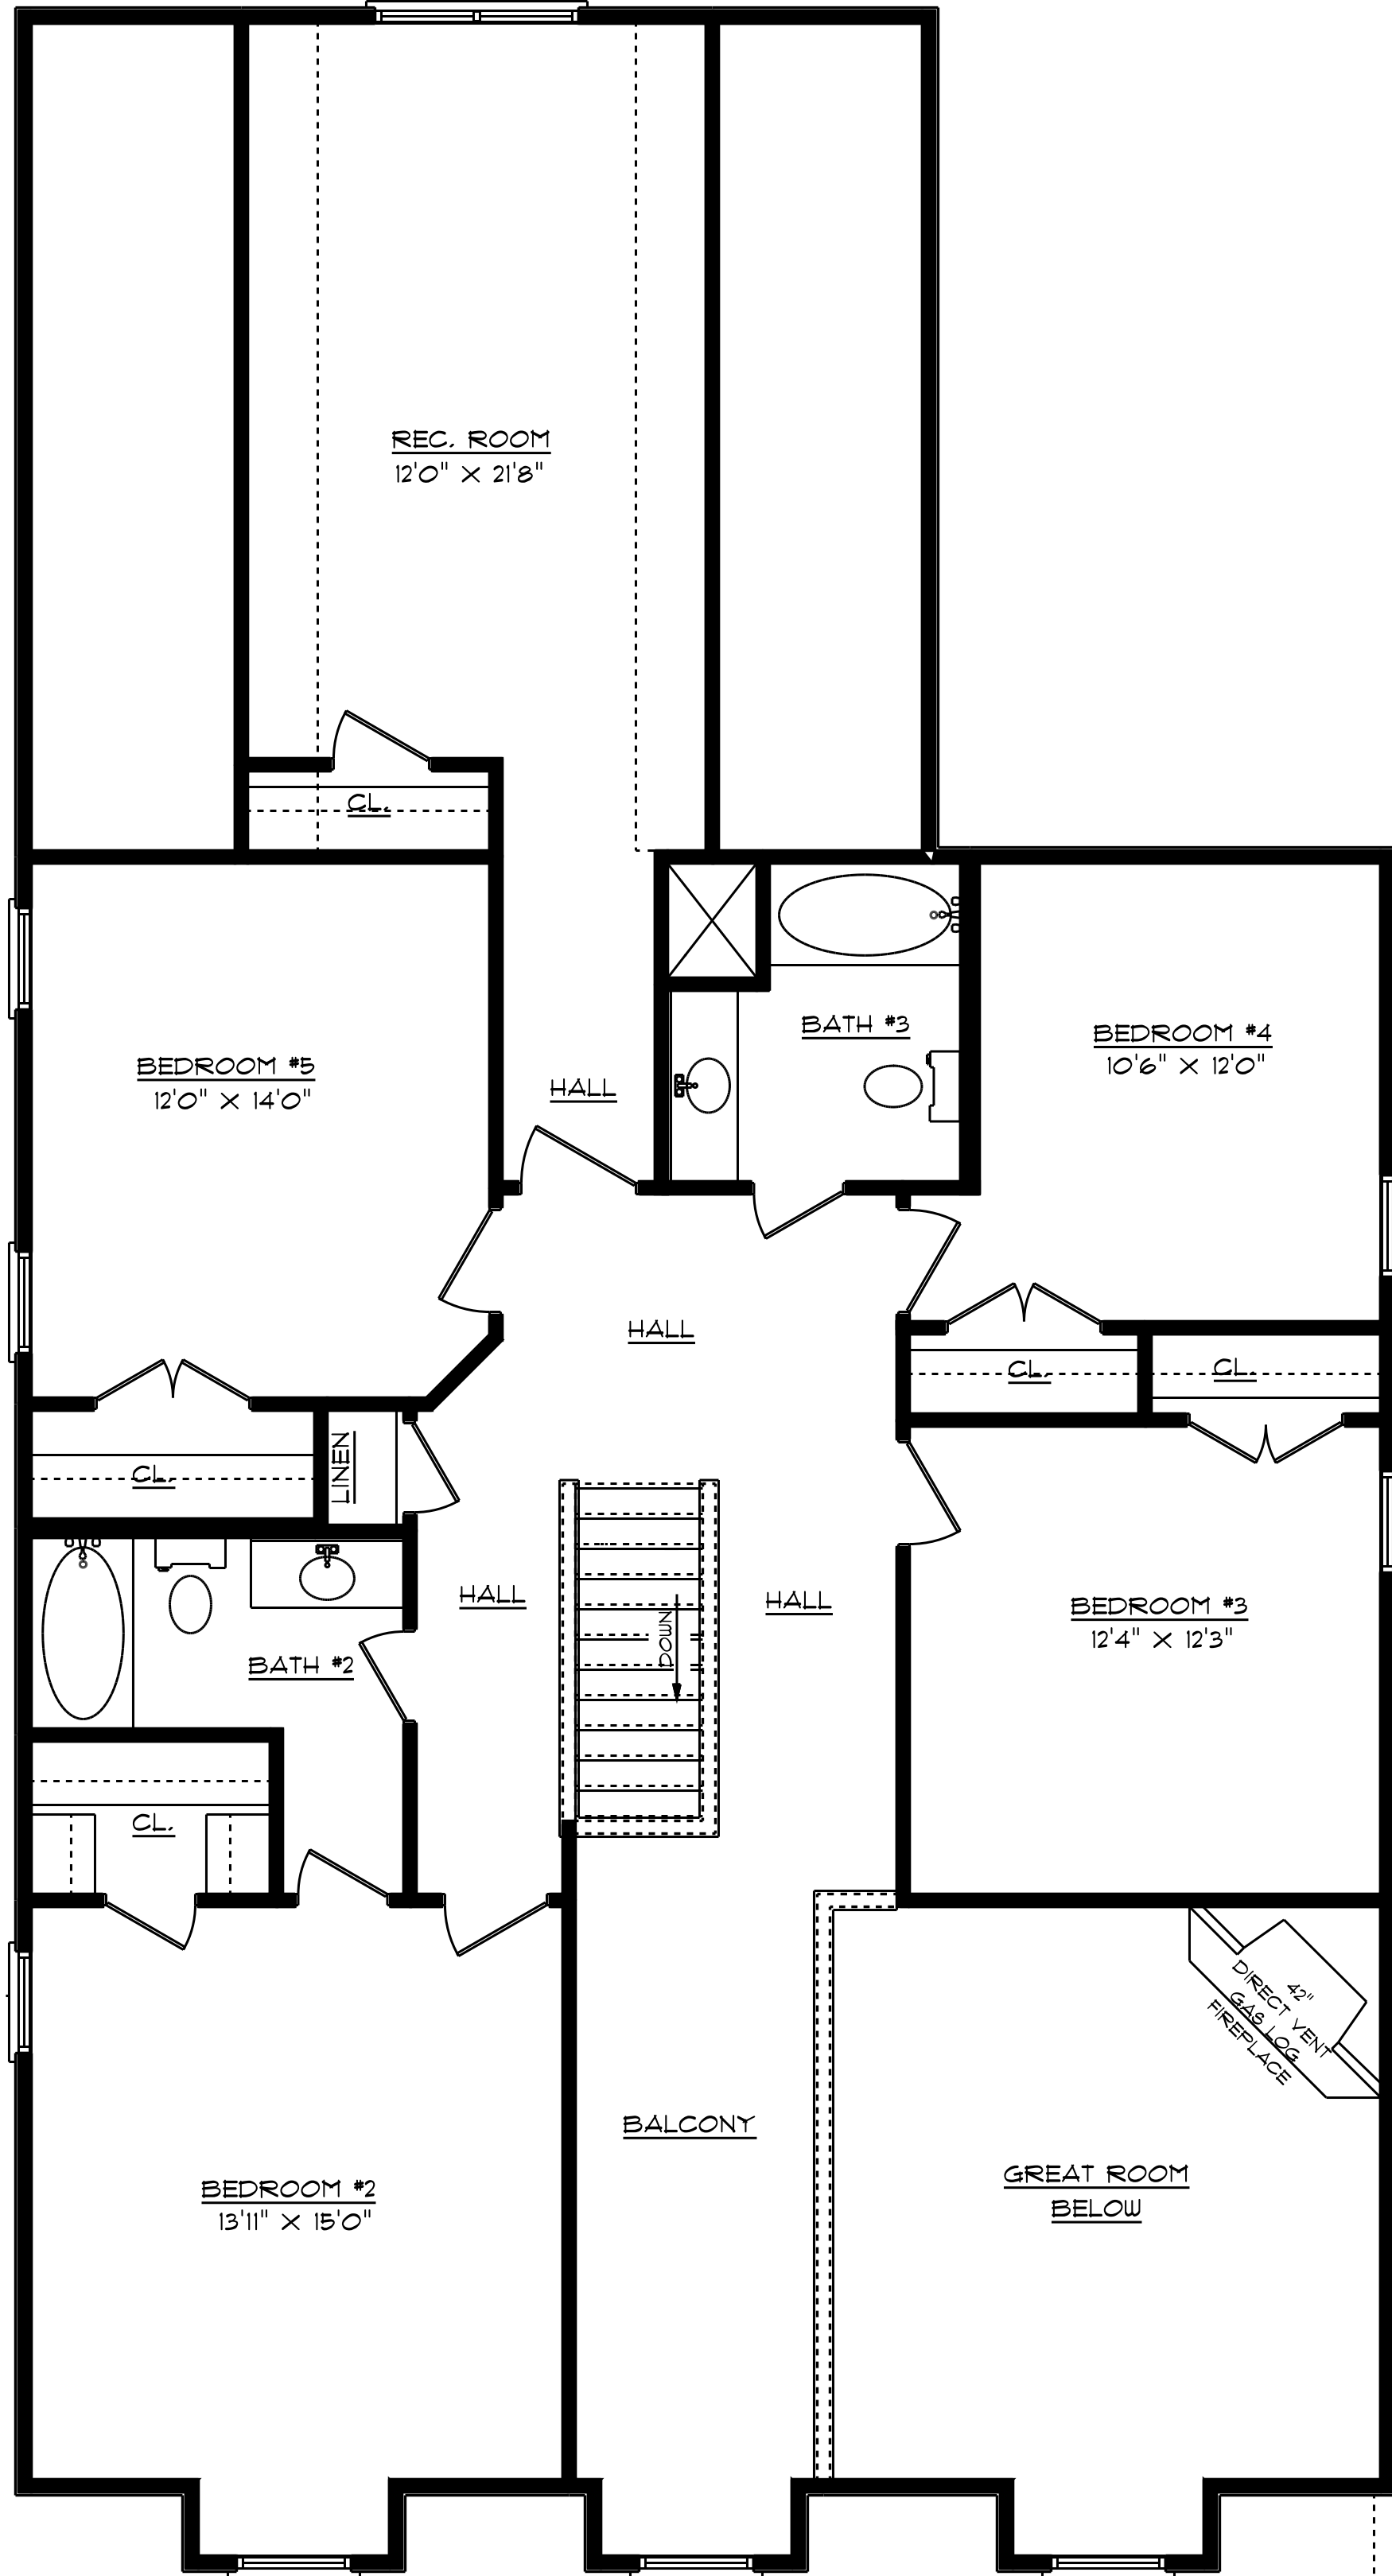 REC. ROOM
12'0" X 21'8"
CL.
BATH #3
BEDROOM #4
10'6" X 12'0"
BEDROOM #5
12'0" X 14'0"
HALL
HALL
CL.
CL.
LINEN
CL.
HALL
HALL
DOWN
BEDROOM #3
12'4" X 12'3"
BATH #2
CL.
42"
DIRECT VENT
GAS LOG
FIREPLACE
BALCONY
GREAT ROOM
BELOW
BEDROOM #2
13'11" X 15'0"